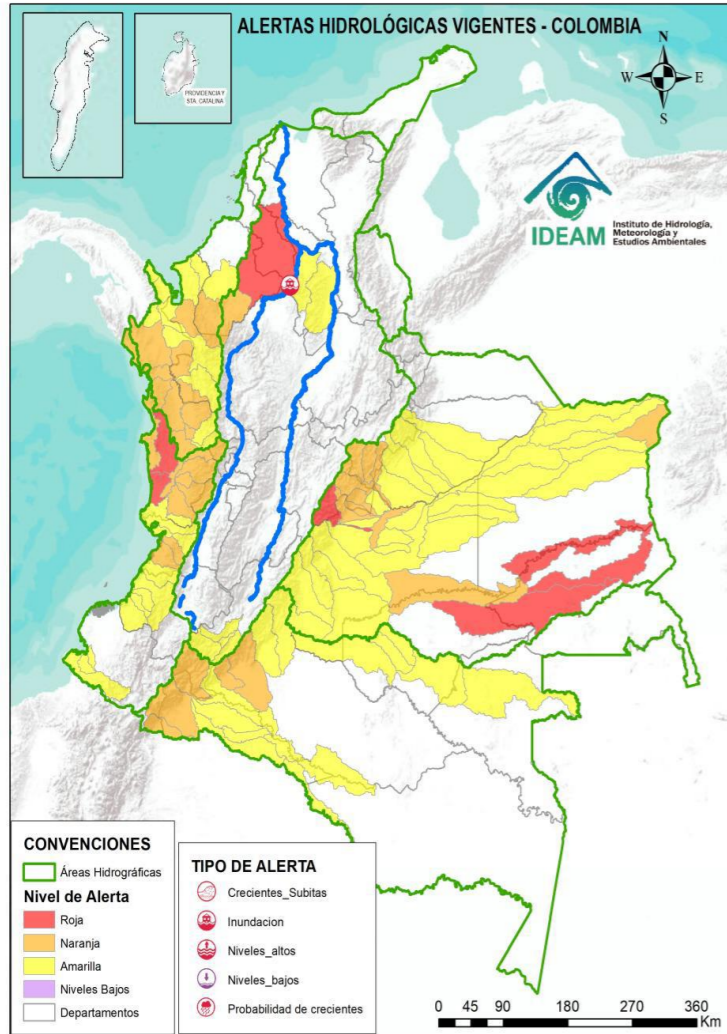 ALERTAS HIDROLÓGICAS VIGENTES - COLOMBIA
PROVIDENCIA Y
STA. CATALINA
N
W E
S
IDEAM
Instituto de Hidrología,
Meteorología y
Estudios Ambientales
CONVENCIONES
Áreas Hidrográficas
Nivel de Alerta
Roja
Naranja
Amarilla
Niveles Bajos
Departamentos
TIPO DE ALERTA
Crecientes_Subitas
Inundacion
Niveles_altos
Niveles_bajos
Probabilidad de crecientes
0 45 90 180 270 360
Km